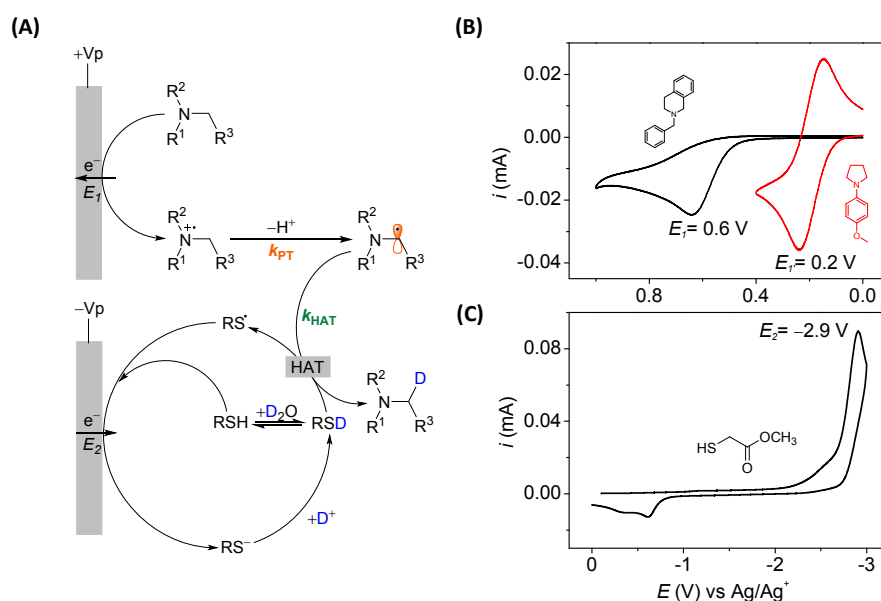 (A)
+Vp
R²
N
R¹
R³
e⁻
E₁
R²
N⁺•
R¹
R³
−H⁺
k_PT
R²
N
R¹
R³
−Vp
RS•
k_HAT
HAT
D
R²
N
R¹
R³
e⁻
E₂
RSH
+D₂O
RSD
+D⁺
RS⁻
(B)
i (mA)
0.02
0.00
-0.02
-0.04
N
N
O
E₁= 0.6 V
E₁'= 0.2 V
0.8
0.4
0.0
(C)
i (mA)
0.08
0.04
0.00
E₂= −2.9 V
HS
OCH₃
O
0
-1
-2
-3
E (V) vs Ag/Ag⁺